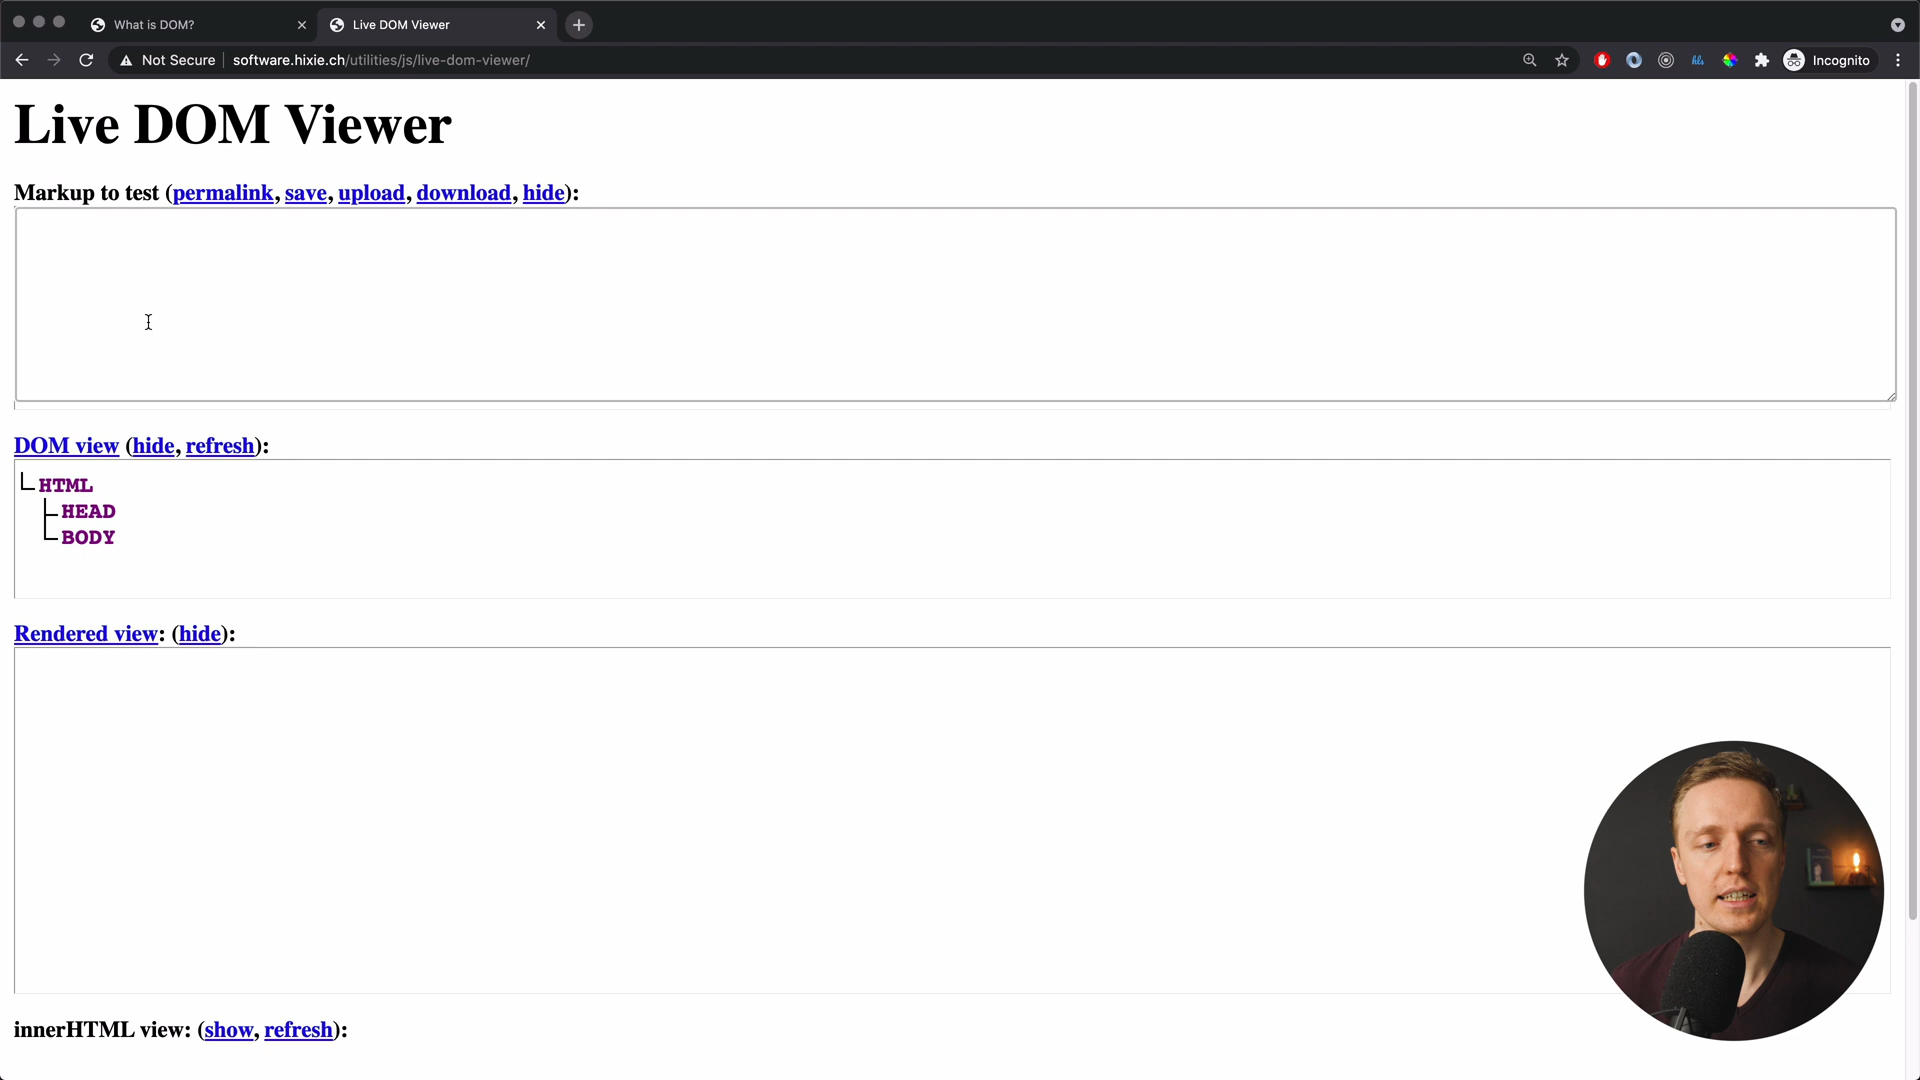 What is DOM?
Live DOM Viewer
Not Secure software.hixie.ch/utilities/js/live-dom-viewer/
hls
Incognito
Live DOM Viewer
Markup to test (permalink, save, upload, download, hide):
DOM view (hide, refresh):
HTML
HEAD
BODY
Rendered view: (hide):
innerHTML view: (show, refresh):